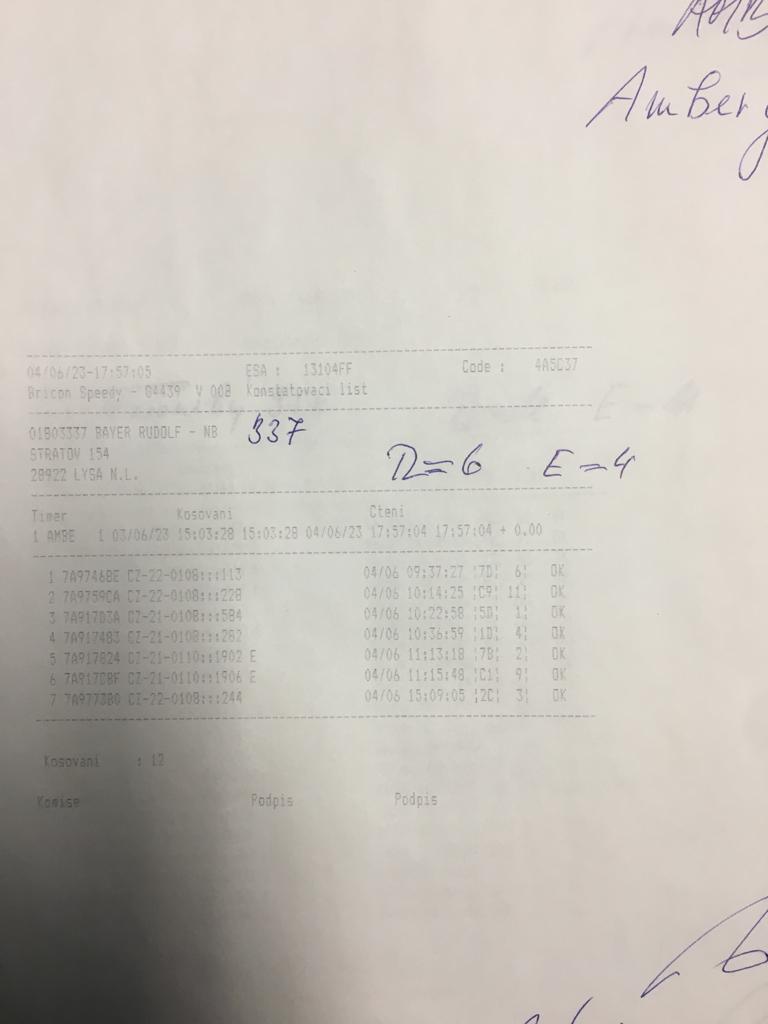 Amber
04/06/23-17:57:05 ESA : 13104FF Code : 4A5C37
Bricon Speedy - G4439 V 008 Konstatovaci list
01803337 BAYER RUDOLF - NB 337
STRATOV 154
28922 LYSA N.L.
R=6 E=4
Timer Kosovani Cteni
1 AMBE 1 03/06/23 15:03:28 15:03:28 04/06/23 17:57:04 17:57:04 + 0.00
1 7A9746BE CZ-22-0108:::113 04/06 09:37:27 ¦7D¦ 6¦ OK
2 7A9759CA CZ-22-0108:::228 04/06 10:14:25 ¦C9¦ 11¦ OK
3 7A917D3A CZ-21-0108:::584 04/06 10:22:58 ¦5D¦ 1¦ OK
4 7A917483 CZ-21-0108:::282 04/06 10:36:59 ¦1D¦ 4¦ OK
5 7A917824 CZ-21-0110::1902 E 04/06 11:13:18 ¦7B¦ 2¦ OK
6 7A917CBF CZ-21-0110::1906 E 04/06 11:15:48 ¦C1¦ 9¦ OK
7 7A9773B0 CZ-22-0108:::244 04/06 15:09:05 ¦2C¦ 3¦ OK
Kosovani : 12
Komise Podpis Podpis